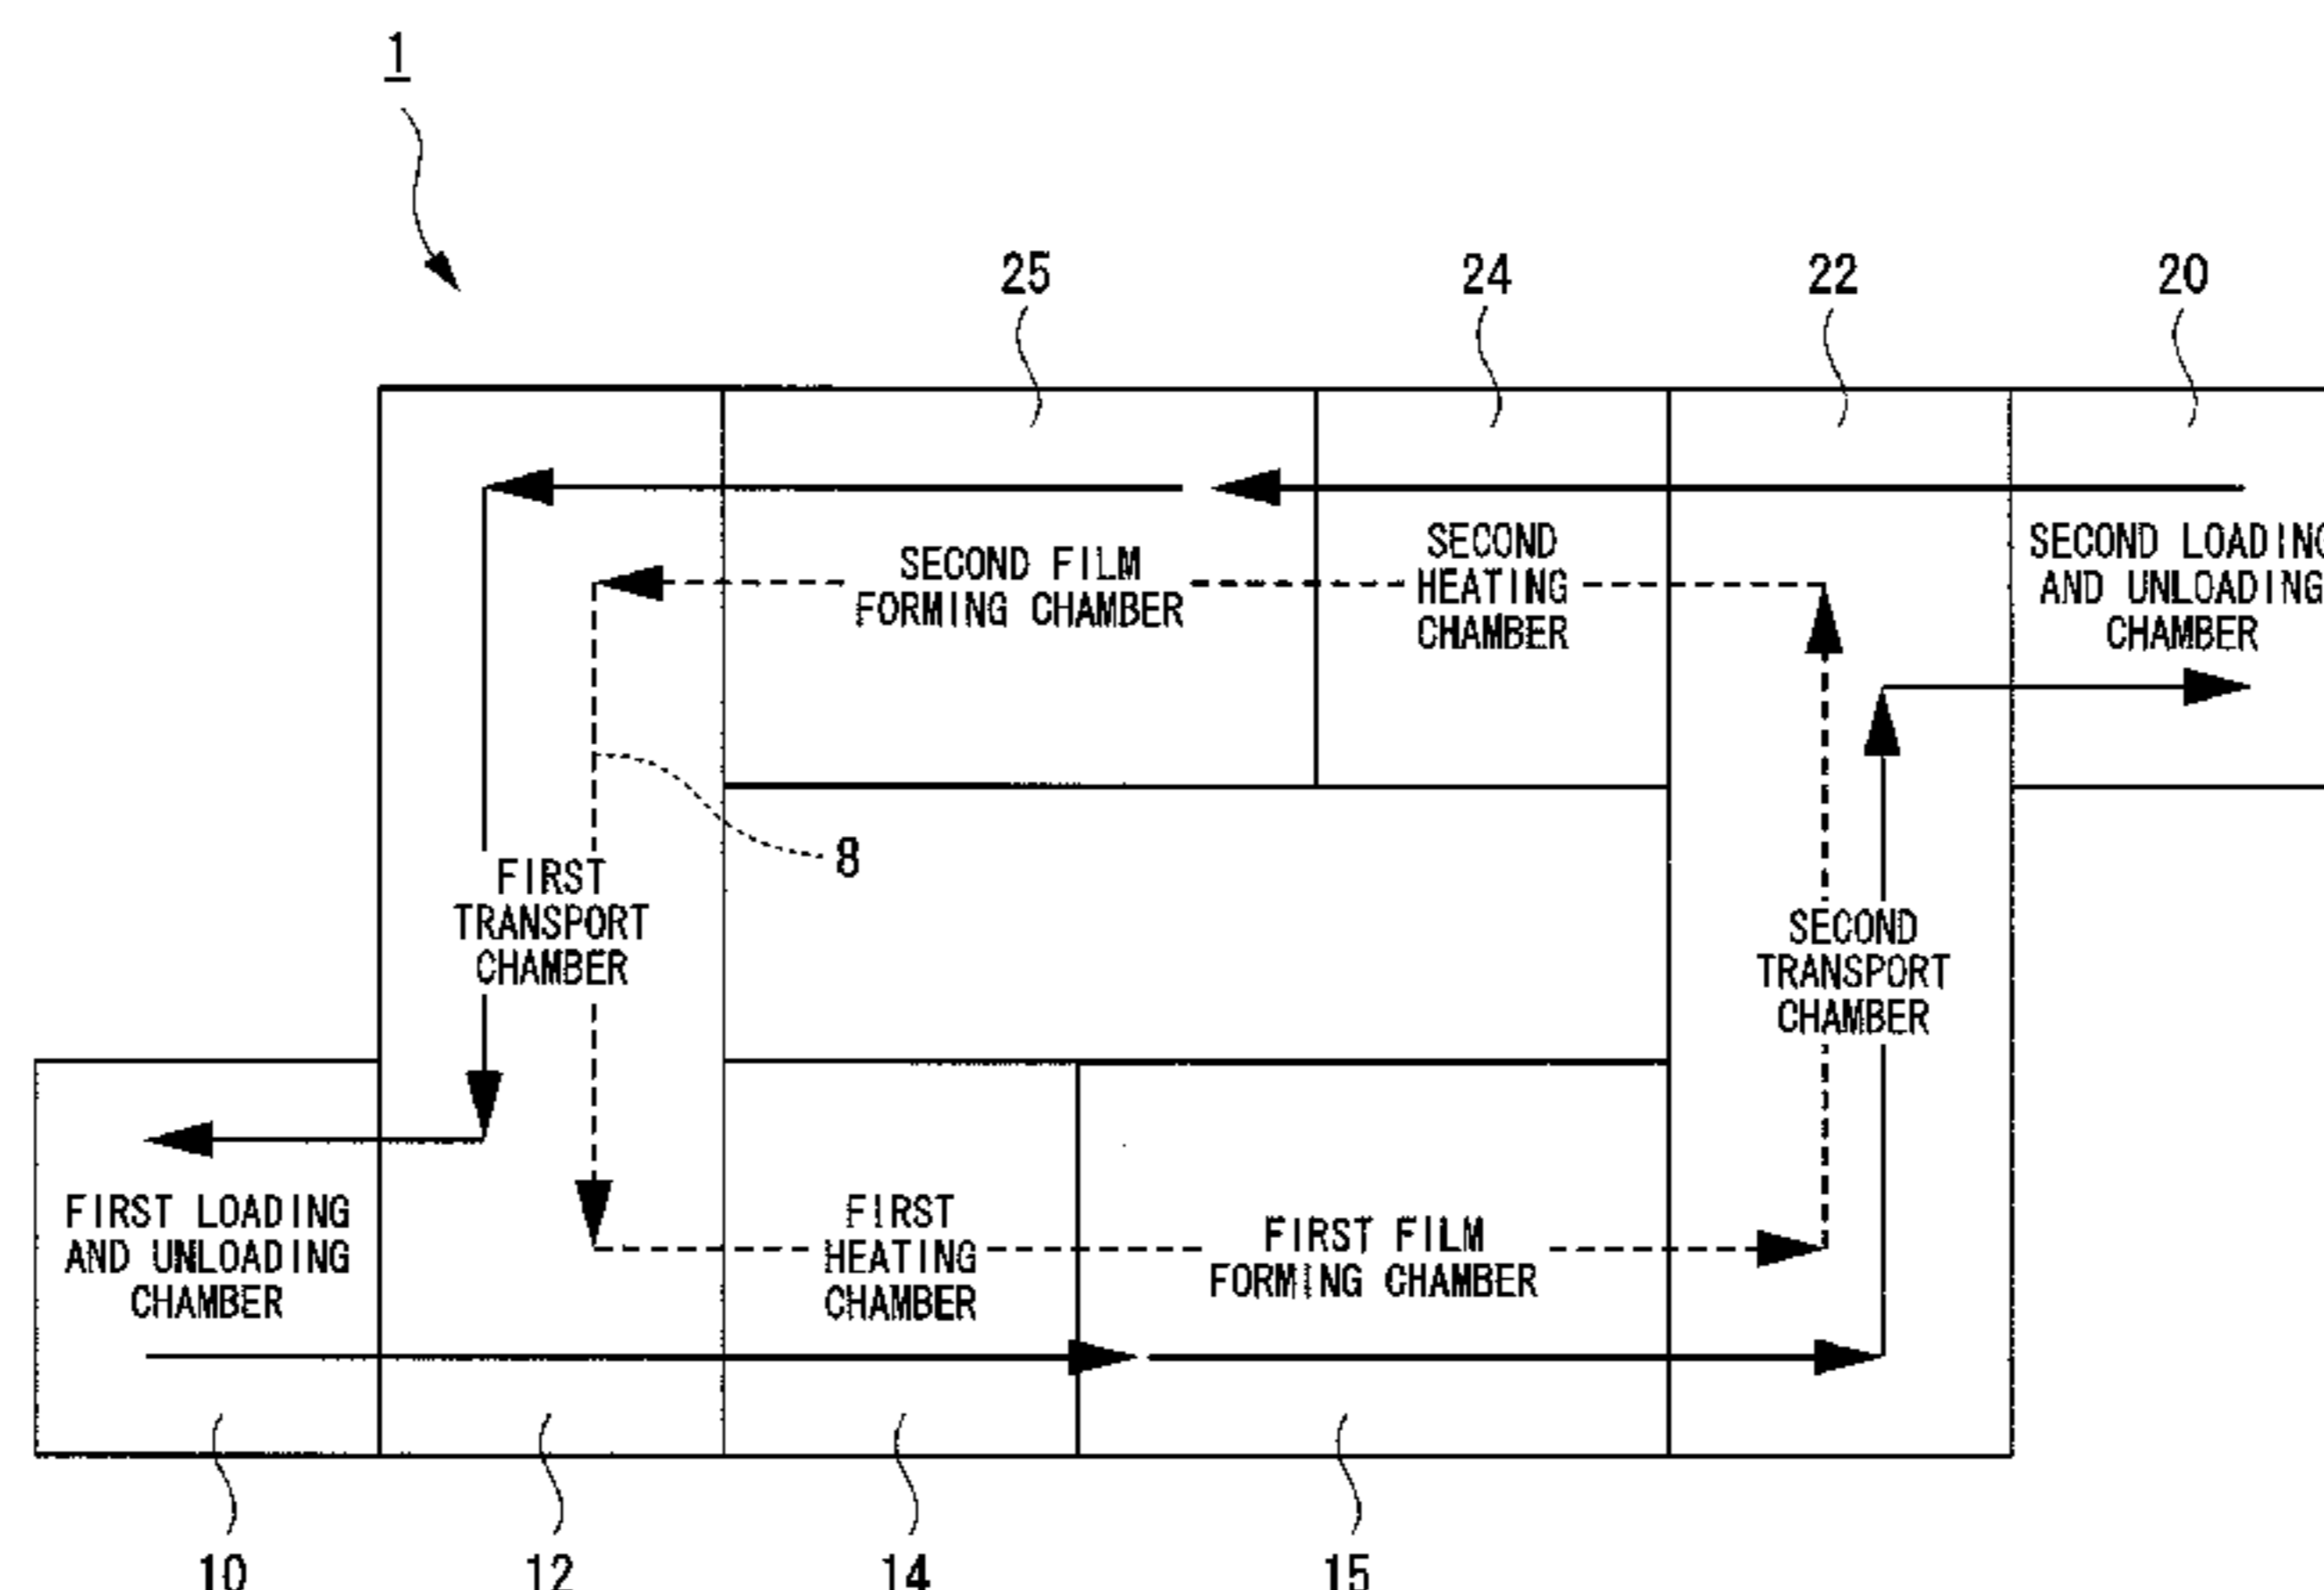 1
25
24
22
20
SECOND FILM
FORMING CHAMBER
SECOND
HEATING
CHAMBER
SECOND LOADING
AND UNLOADING
CHAMBER
8
FIRST
TRANSPORT
CHAMBER
SECOND
TRANSPORT
CHAMBER
FIRST LOADING
AND UNLOADING
CHAMBER
FIRST
HEATING
CHAMBER
FIRST FILM
FORMING CHAMBER
10
12
14
15